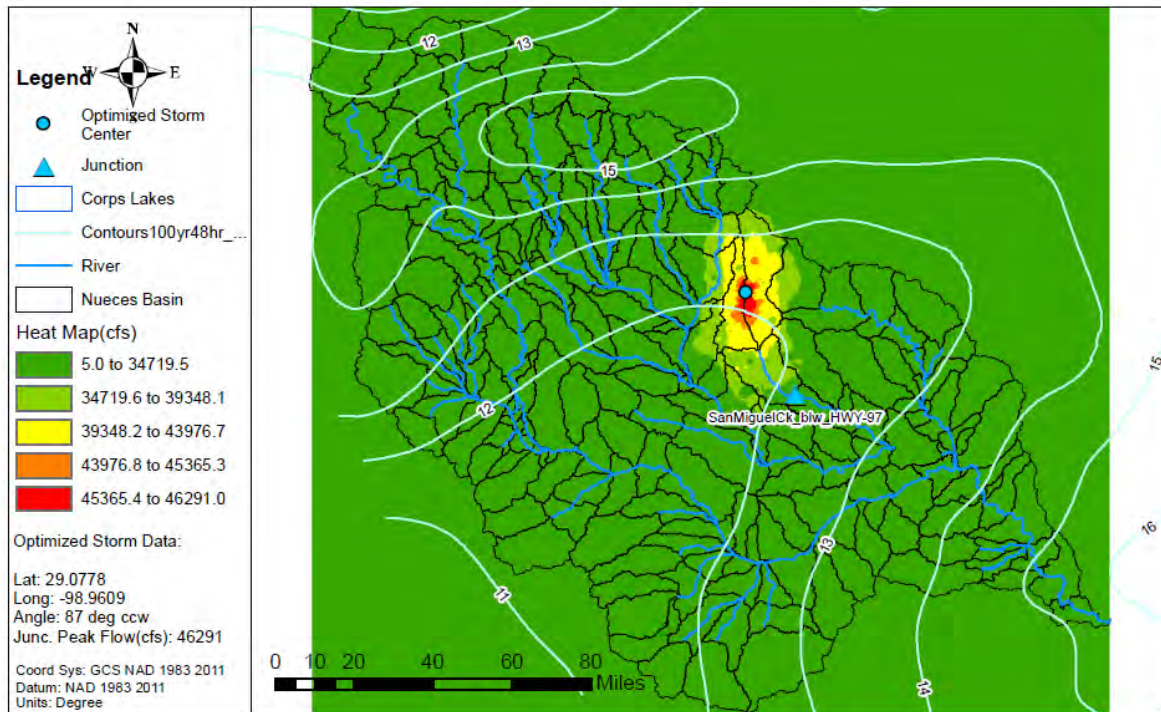 N
W
E
S
Legend
Optimized Storm
Center
Junction
Corps Lakes
Contours100yr48hr_...
River
Nueces Basin
Heat Map(cfs)
5.0 to 34719.5
34719.6 to 39348.1
39348.2 to 43976.7
43976.8 to 45365.3
45365.4 to 46291.0
Optimized Storm Data:
Lat: 29.0778
Long: -98.9609
Angle: 87 deg ccw
Junc. Peak Flow(cfs): 46291
Coord Sys: GCS NAD 1983 2011
Datum: NAD 1983 2011
Units: Degree
12
13
15
15
12
SanMiguelCk_blw_HWY-97
16
13
11
14
0 10 20 40 60 80
Miles